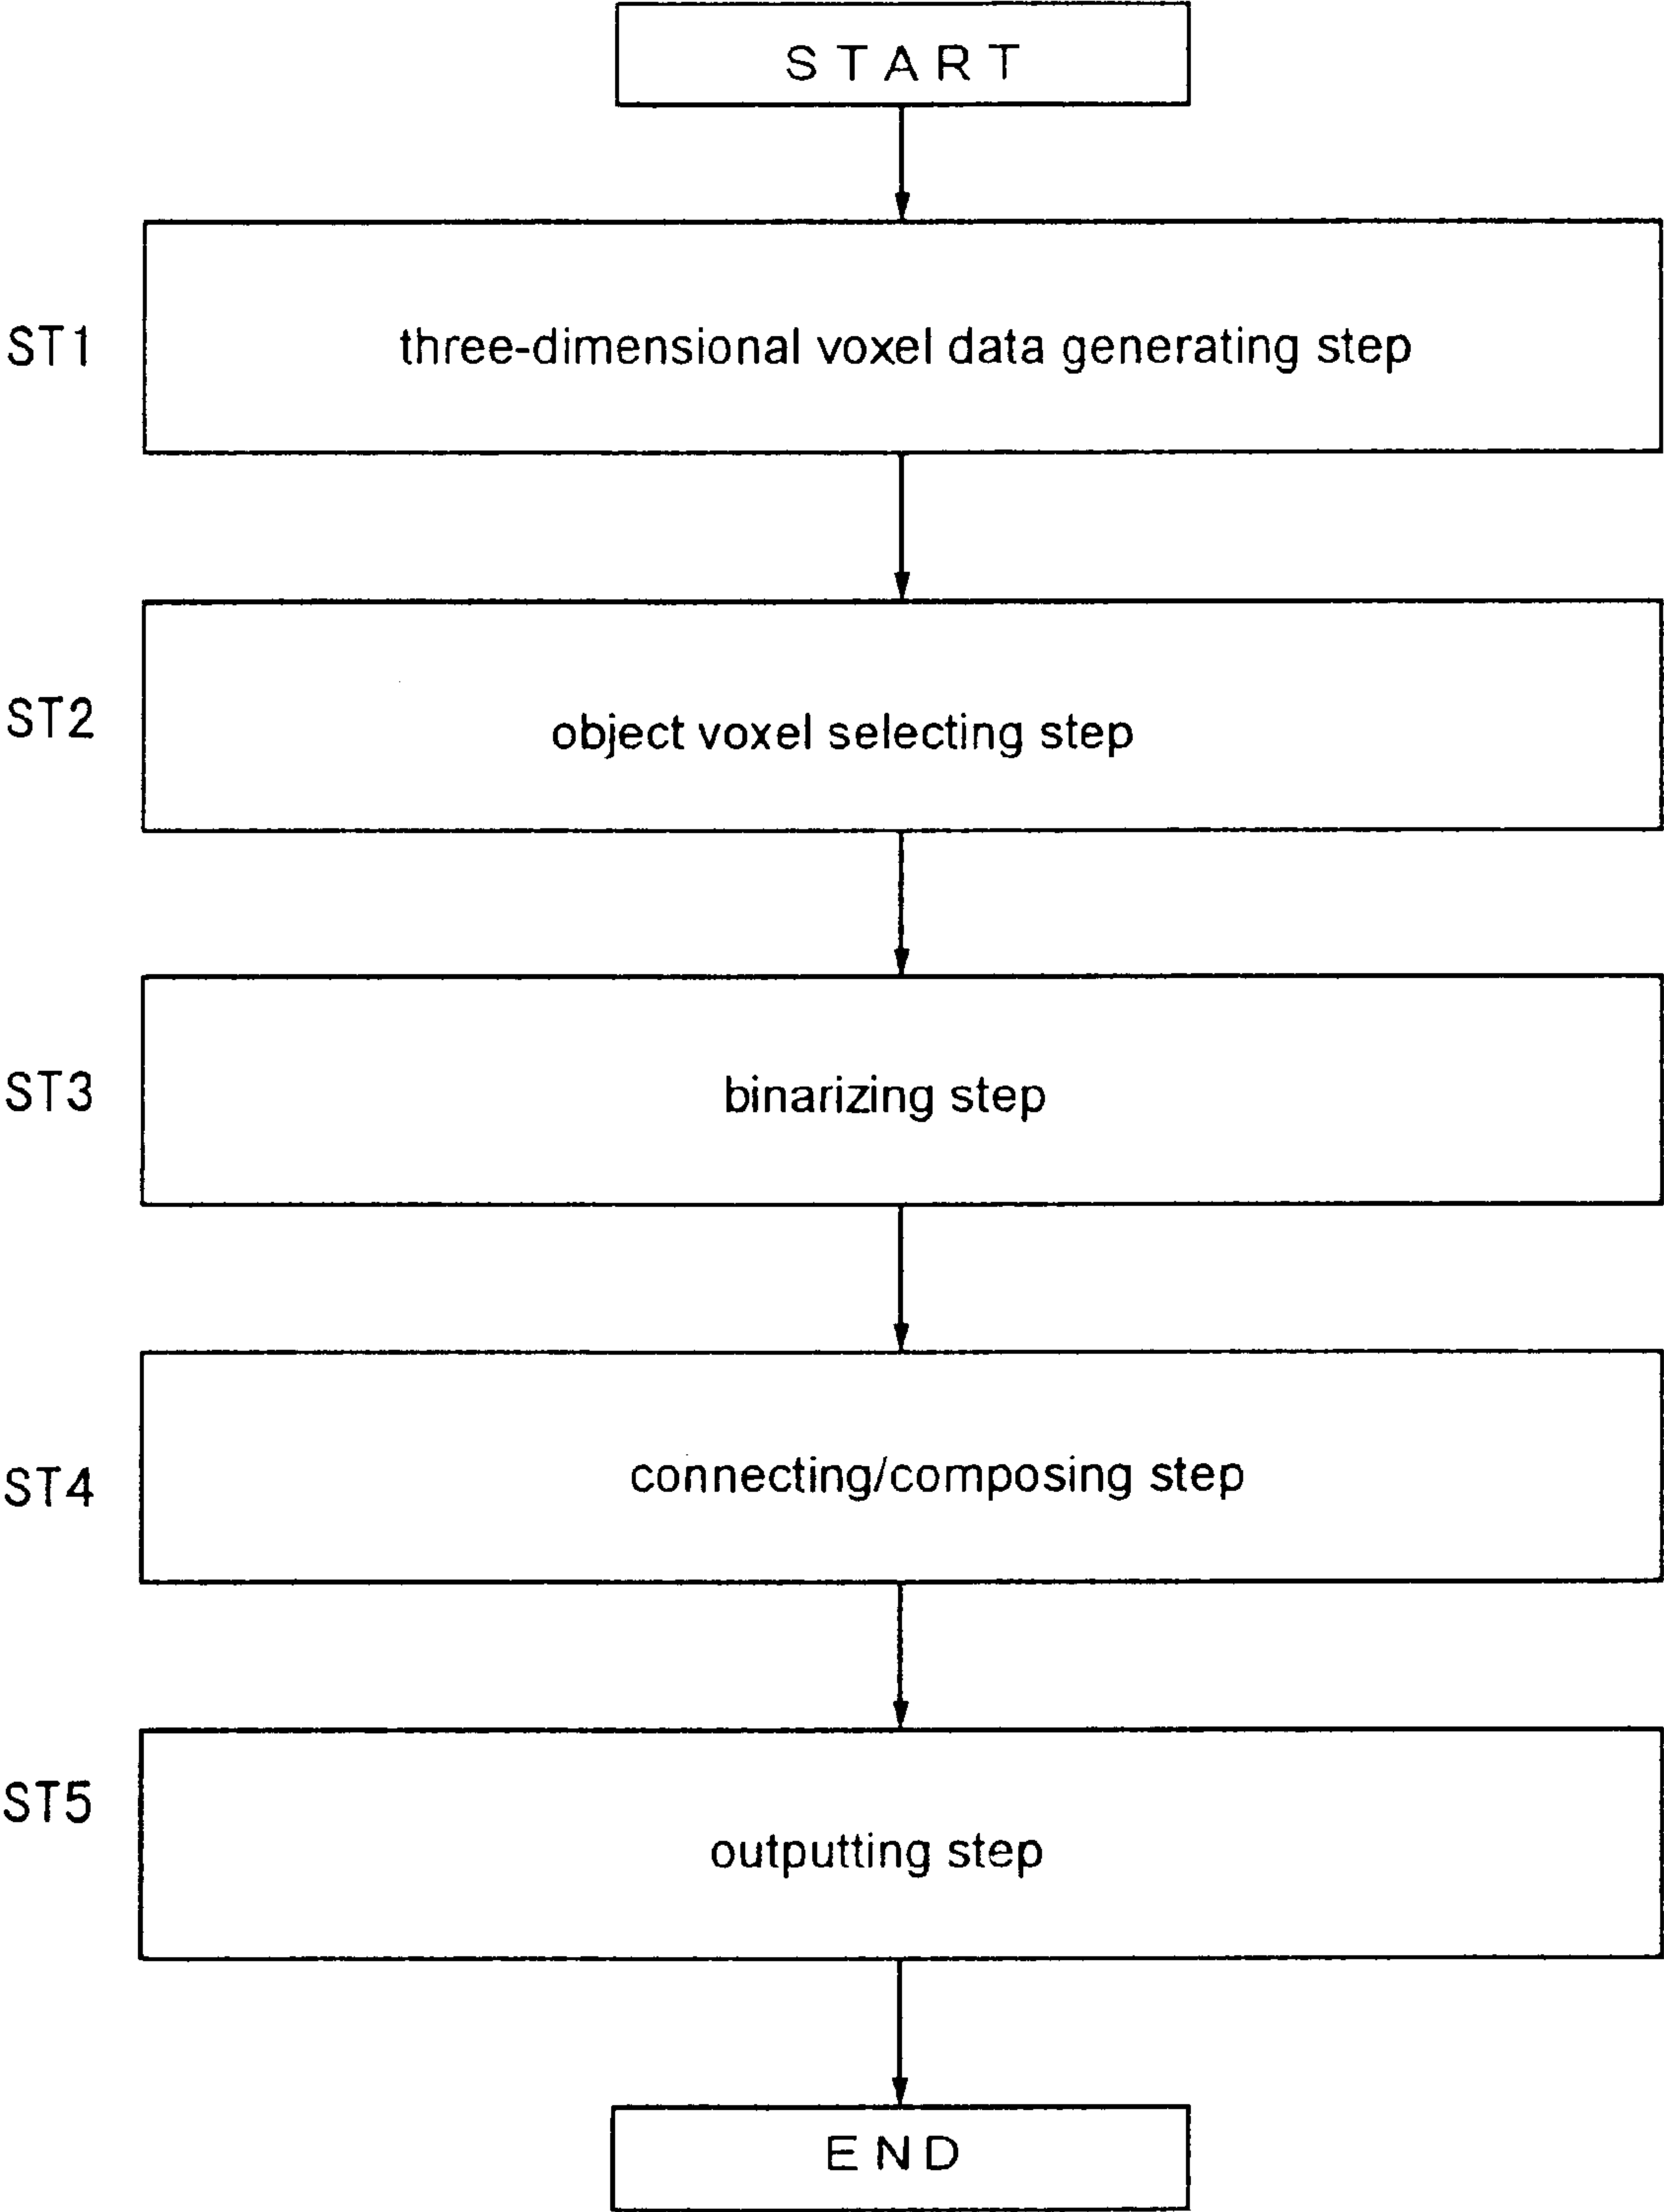 START
ST1
three-dimensional voxel data generating step
ST2
object voxel selecting step
ST3
binarizing step
ST4
connecting/composing step
ST5
outputting step
END